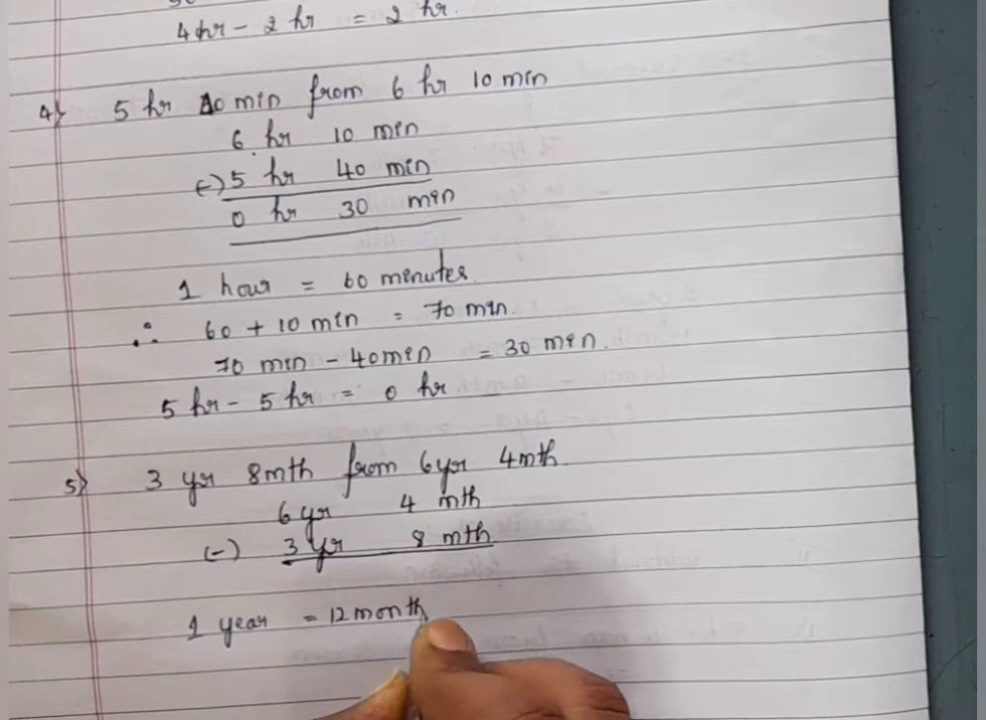 4 hr - 2 hr = 2 hr.
4) 5 hr 40 min from 6 hr 10 min
6 hr 10 min
(-) 5 hr 40 min
0 hr 30 min
1 hour = 60 minutes
∴ 60 + 10 min = 70 min.
70 min - 40 min = 30 min.
5 hr - 5 hr = 0 hr.
5) 3 yr 8 mth from 6 yr 4 mth.
6 yr 4 mth
(-) 3 yr 8 mth
1 year = 12 month